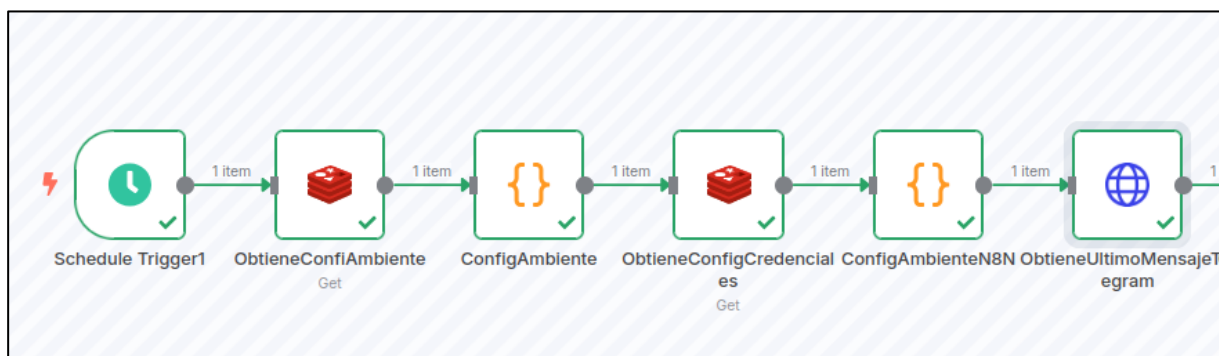 1 item
1 item
1 item
1 item
1 item
1
Schedule Trigger1
ObtieneConfiAmbiente
Get
ConfigAmbiente
ObtieneConfigCredencial
es
Get
ConfigAmbienteN8N
ObtieneUltimoMensajeT
egram